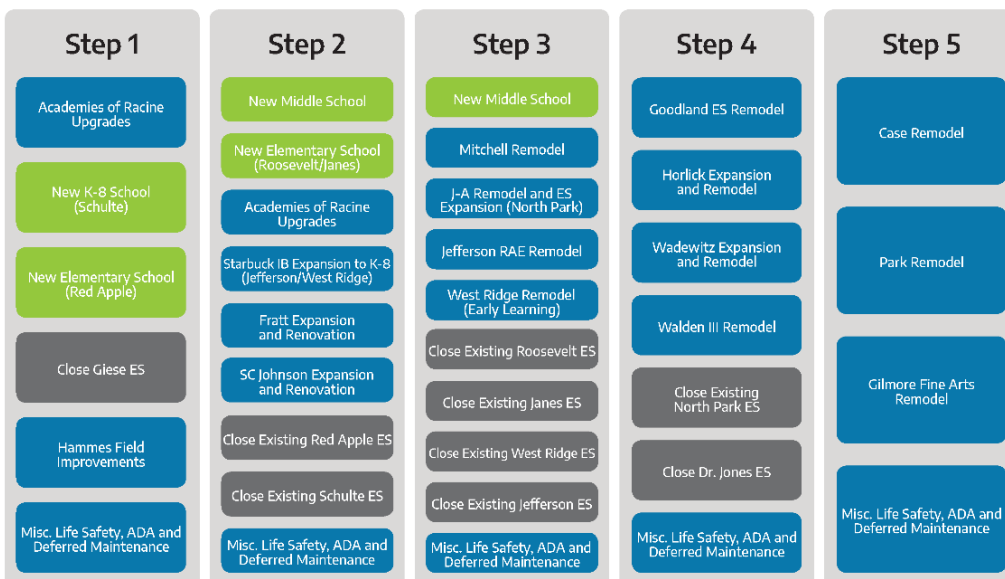 Step 1
Academies of Racine
Upgrades
New K-8 School
(Schulte)
New Elementary School
(Red Apple)
Close Giese ES
Hammes Field
Improvements
Misc. Life Safety, ADA and
Deferred Maintenance
Step 2
New Middle School
New Elementary School
(Roosevelt/Janes)
Academies of Racine
Upgrades
Starbuck IB Expansion to K-8
(Jefferson/West Ridge)
Fratt Expansion
and Renovation
SC Johnson Expansion
and Renovation
Close Existing Red Apple ES
Close Existing Schulte ES
Misc. Life Safety, ADA and
Deferred Maintenance
Step 3
New Middle School
Mitchell Remodel
J-A Remodel and ES
Expansion (North Park)
Jefferson RAE Remodel
West Ridge Remodel
(Early Learning)
Close Existing Roosevelt ES
Close Existing Janes ES
Close Existing West Ridge ES
Close Existing Jefferson ES
Misc. Life Safety, ADA and
Deferred Maintenance
Step 4
Goodland ES Remodel
Horlick Expansion
and Remodel
Wadewitz Expansion
and Remodel
Walden III Remodel
Close Existing
North Park ES
Close Dr. Jones ES
Misc. Life Safety, ADA and
Deferred Maintenance
Step 5
Case Remodel
Park Remodel
Gilmore Fine Arts
Remodel
Misc. Life Safety, ADA and
Deferred Maintenance